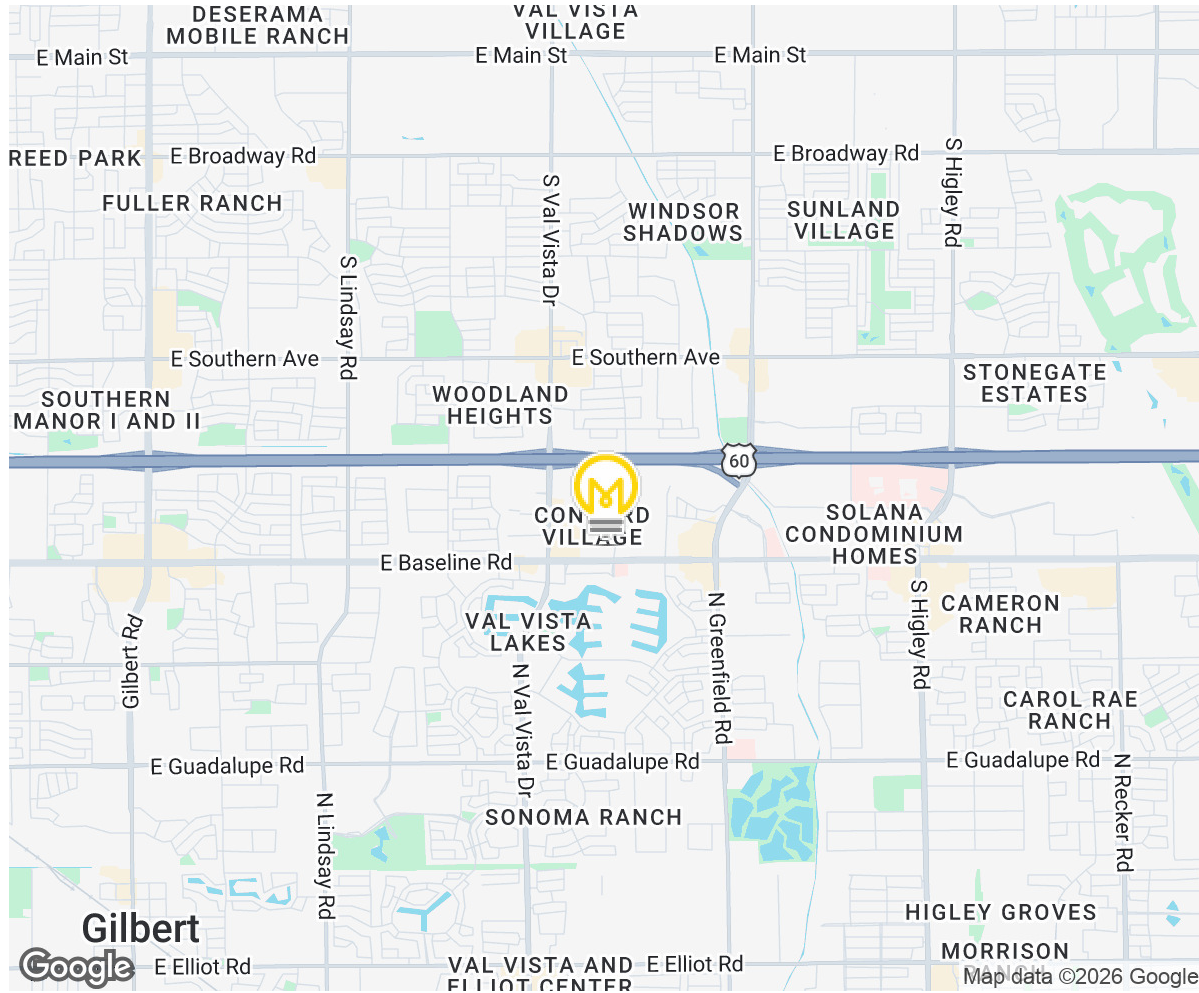 DESERAMA
MOBILE RANCH
VAL VISTA
VILLAGE
E Main St
E Main St
E Main St
REED PARK
E Broadway Rd
E Broadway Rd
S Higley Rd
FULLER RANCH
S Val Vista Dr
WINDSOR
SHADOWS
SUNLAND
VILLAGE
S Lindsay Rd
E Southern Ave
E Southern Ave
STONEGATE
ESTATES
SOUTHERN
MANOR I AND II
WOODLAND
HEIGHTS
60
SOLANA
CONDOMINIUM
HOMES
VILLAGE
E Baseline Rd
S Higley Rd
N Greenfield Rd
CAMERON
RANCH
Gilbert Rd
VAL VISTA
LAKES
N Val Vista Dr
CAROL RAE
RANCH
E Guadalupe Rd
E Guadalupe Rd
E Guadalupe Rd
N Recker Rd
N Lindsay Rd
SONOMA RANCH
Gilbert
HIGLEY GROVES
MORRISON
RANCH
Google
E Elliot Rd
VAL VISTA AND
ELLIOT CENTER
E Elliot Rd
Map data ©2026 Google